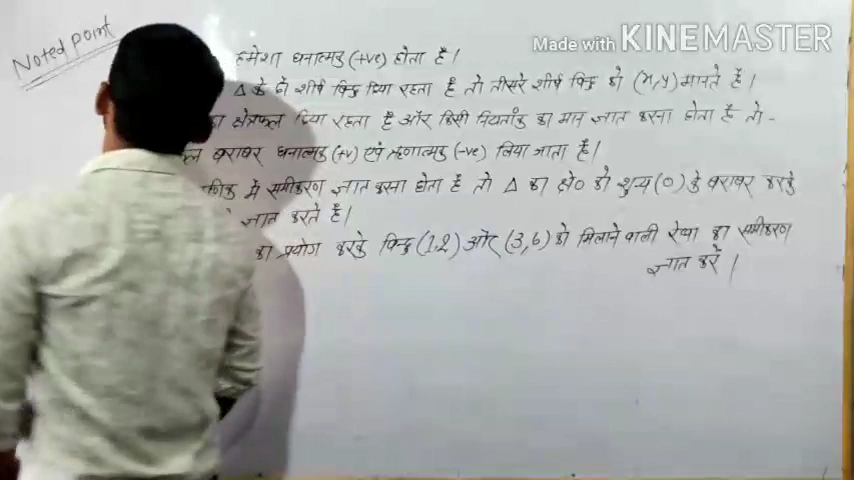 Made with KINEMASTER
Noted point
हमेशा धनात्मक (+ve) होता है।
Δ के दो शीर्ष बिन्दु दिया रहता है तो तीसरे शीर्ष बिन्दु को (x,y) मानते हैं।
क्षेत्रफल दिया रहता है और किसी नियतांक का मान ज्ञात करना होता है तो -
बराबर धनात्मक (+v) एवं ऋणात्मक (-ve) लिया जाता है।
में समीकरण ज्ञात करना होता है तो Δ का क्षे० को शुन्य (0) के बराबर करके
ज्ञात करते हैं।
का प्रयोग करके बिन्दु (1,2) और (3,6) को मिलाने वाली रेखा का समीकरण
ज्ञात करें।